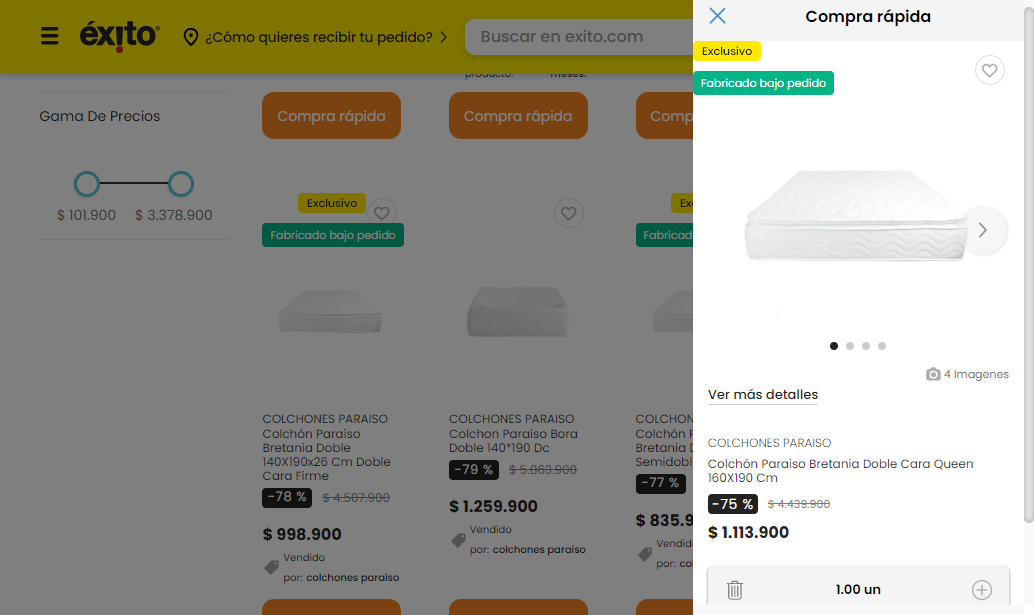 éxito
¿Cómo quieres recibir tu pedido?
Buscar en exito.com
Gama De Precios
$ 101.900
$ 3.378.900
producto.
meses.
Compra rápida
Compra rápida
Comp
Exclusivo
Fabricado bajo pedido
COLCHONES PARAISO
Colchón Paraiso
Bretania Doble
140X190x26 Cm Doble
Cara Firme
-78 %
$ 4.507.900
$ 998.900
Vendido
por: colchones paraiso
COLCHONES PARAISO
Colchon Paraíso Bora
Doble 140*190 Dc
-79 %
$ 5.863.900
$ 1.259.900
Vendido
por: colchones paraiso
Exc
Fabricad
COLCHON
Colchón P
Bretania D
Semidobl
-77 %
$ 835.9
Vendid
por: co
Compra rápida
Exclusivo
Fabricado bajo pedido
4 Imagenes
Ver más detalles
COLCHONES PARAISO
Colchón Paraiso Bretania Doble Cara Queen
160X190 Cm
-75 %
$ 4.439.900
$ 1.113.900
1.00 un